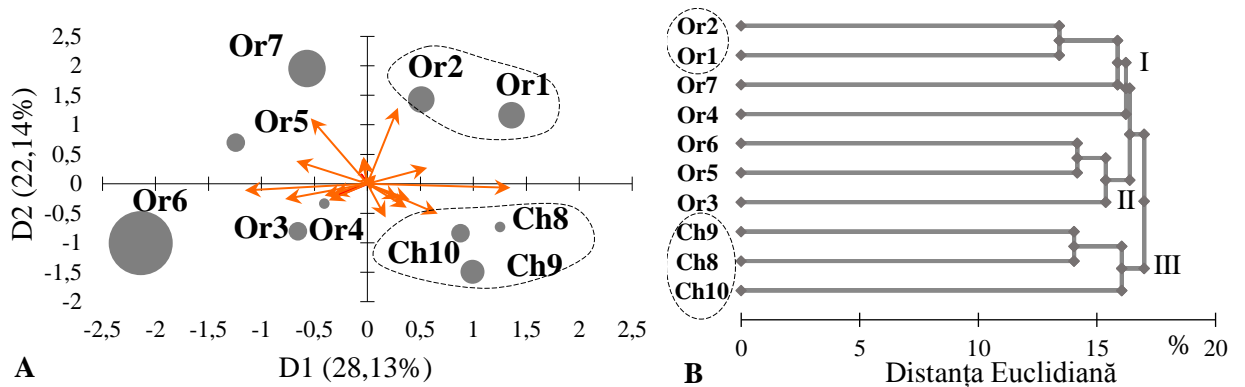 2,5
2
1,5
1
0,5
0
-0,5
-1
-1,5
-2
D2 (22,14%)
Or7
Or2
Or1
Or5
Or6
Or3
Or4
Ch8
Ch10
Ch9
-2,5 -2 -1,5 -1 -0,5 0 0,5 1 1,5 2 2,5
A
D1 (28,13%)
Or2
Or1
Or7
Or4
Or6
Or5
Or3
Ch9
Ch8
Ch10
I
II
III
0 5 10 15 % 20
B
Distanța Euclidiană